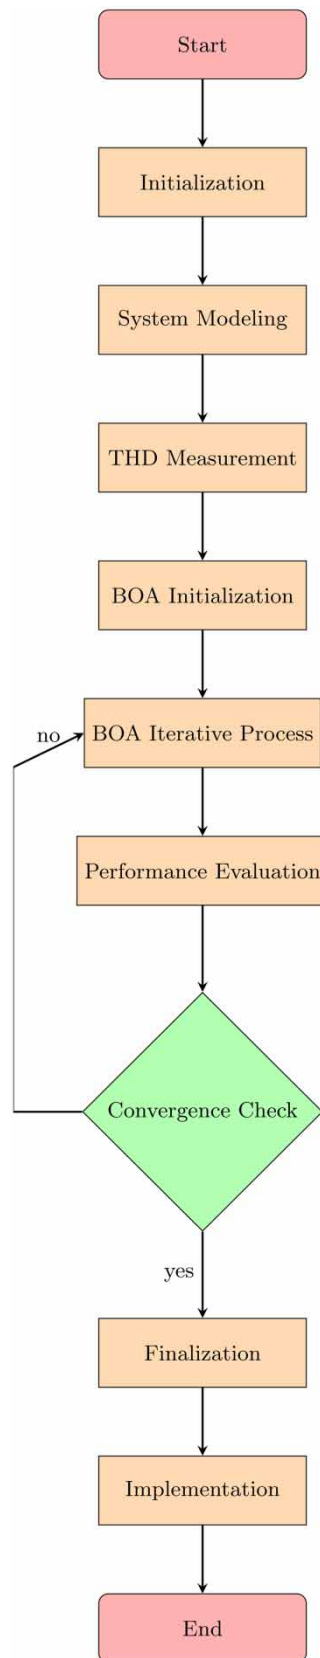 Start
Initialization
System Modeling
THD Measurement
BOA Initialization
no
BOA Iterative Process
Performance Evaluation
Convergence Check
yes
Finalization
Implementation
End